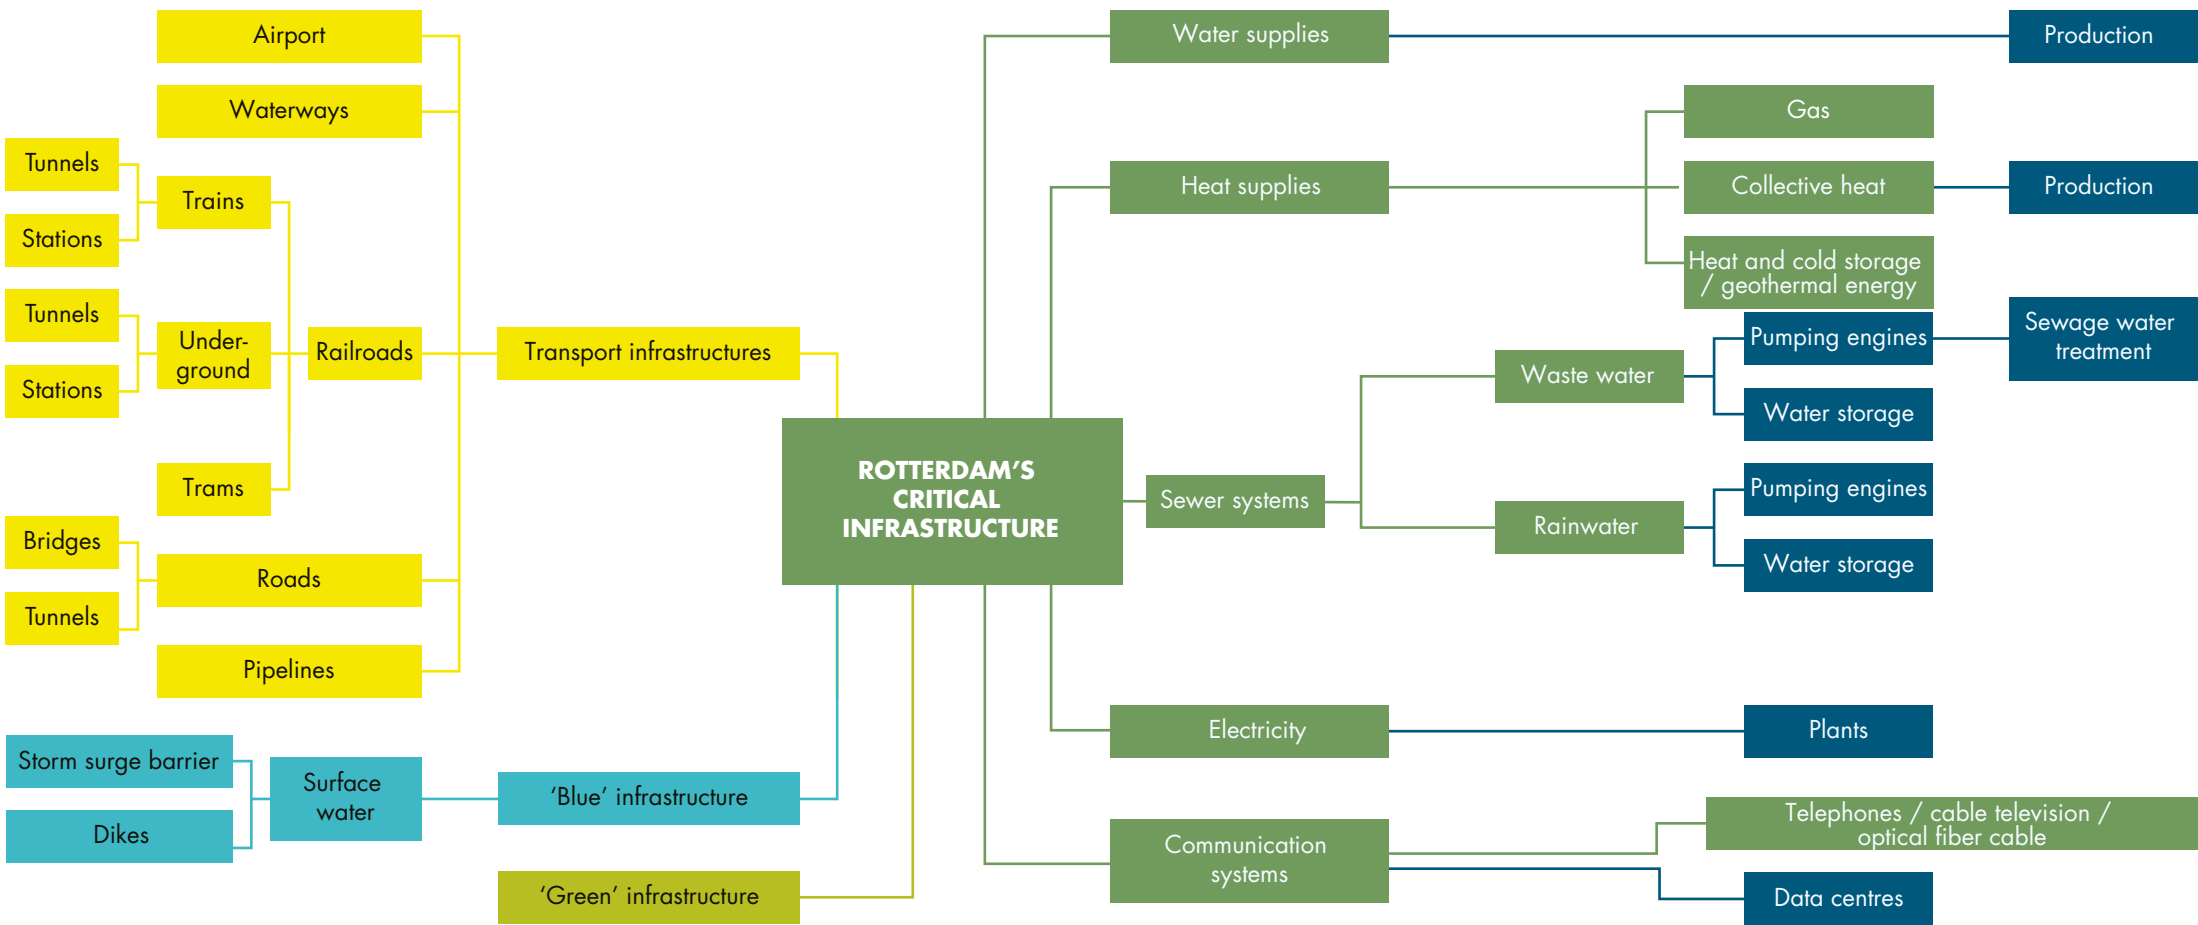 Airport
Waterways
Tunnels
Stations
Trains
Tunnels
Stations
Under-
ground
Railroads
Trams
Bridges
Tunnels
Roads
Pipelines
Transport infrastructures
Storm surge barrier
Dikes
Surface
water
‘Blue’ infrastructure
‘Green’ infrastructure
ROTTERDAM’S
CRITICAL
INFRASTRUCTURE
Water supplies
Production
Heat supplies
Gas
Collective heat
Production
Heat and cold storage
/ geothermal energy
Sewer systems
Waste water
Pumping engines
Sewage water
treatment
Water storage
Rainwater
Pumping engines
Water storage
Electricity
Plants
Communication
systems
Telephones / cable television /
optical fiber cable
Data centres